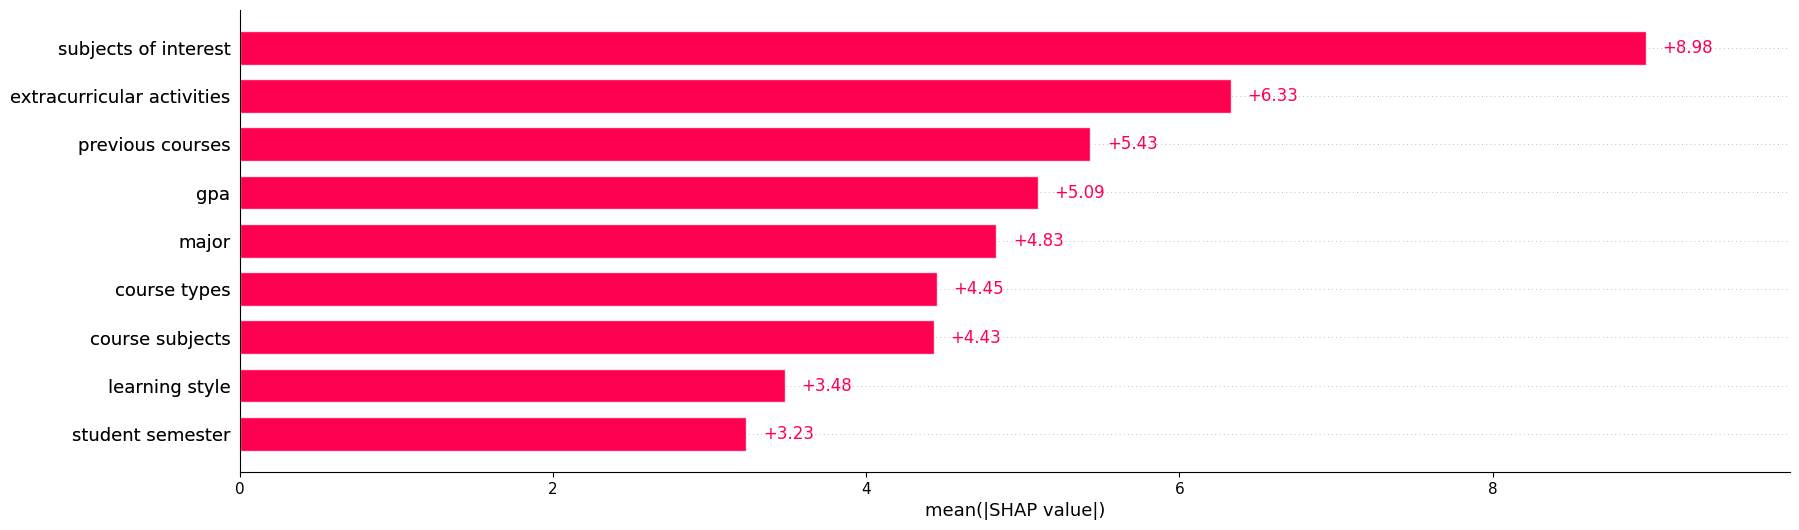 subjects of interest +8.98
extracurricular activities +6.33
previous courses +5.43
gpa +5.09
major +4.83
course types +4.45
course subjects +4.43
learning style +3.48
student semester +3.23
0 2 4 6 8
mean(|SHAP value|)